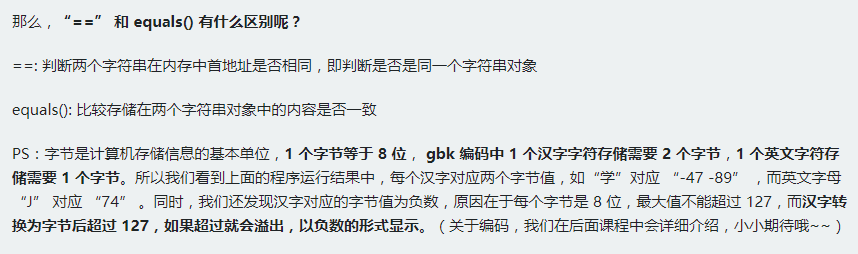 那么，“==” 和 equals() 有什么区别呢？
==: 判断两个字符串在内存中首地址是否相同，即判断是否是同一个字符串对象
equals(): 比较存储在两个字符串对象中的内容是否一致
PS：字节是计算机存储信息的基本单位，1 个字节等于 8 位， gbk 编码中 1 个汉字字符存储需要 2 个字节，1 个英文字符存
储需要 1 个字节。所以我们看到上面的程序运行结果中，每个汉字对应两个字节值，如“学”对应 “-47 -89” ，而英文字母
“J” 对应 “74” 。同时，我们还发现汉字对应的字节值为负数，原因在于每个字节是 8 位，最大值不能超过 127，而汉字转
换为字节后超过 127，如果超过就会溢出，以负数的形式显示。（关于编码，我们在后面课程中会详细介绍，小小期待哦~~）